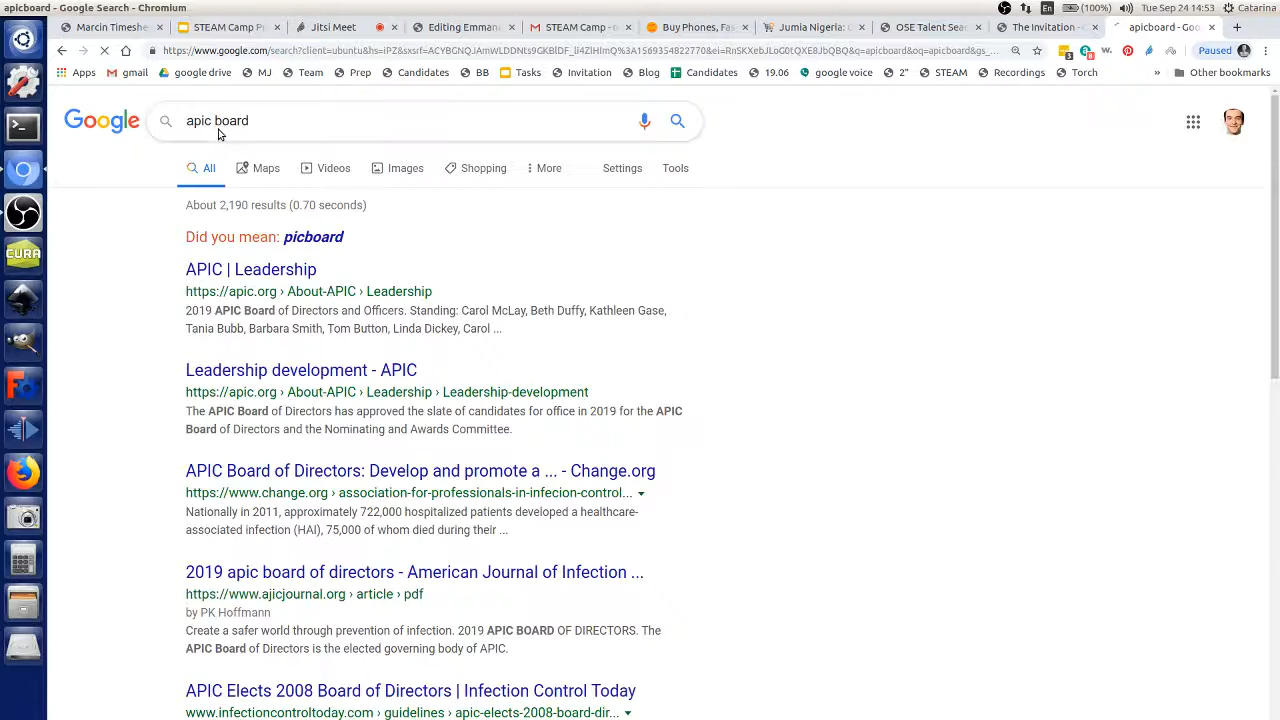 apicboard - Google Search - Chromium
En
(100%)
Tue Sep 24 14:53
Catarina
Marcin Timeshe
STEAM Camp P
Jitsi Meet
STEAM Camp
Buy Phones, Fa
Jumia Nigeria:
OSE Talent Sea
The Invitation
apicboard - Goo
Paused
Apps
gmail
google drive
MJ
Team
Prep
Candidates
BB
Tasks
Invitation
Blog
Candidat
19.06
google voice
2"
STEAM
Recordings
Torch
»
Other bookmarks
Google
apic board
All
Maps
Videos
Images
Shopping
More
Settings
Tools
About 2,190 results (0.70 seconds)
Did you mean: picboard
APIC | Leadership
https://apic.org › About-APIC › Leadership
2019 APIC Board of Directors and Officers. Standing: Carol McLay, Beth Duffy, Kathleen Gase,
Tania Bubb, Barbara Smith, Tom Button, Linda Dickey, Carol ...
Leadership development - APIC
https://apic.org › About-APIC › Leadership › Leadership-development
The APIC Board of Directors has approved the slate of candidates for office in 2019 for the APIC
Board of Directors and the Nominating and Awards Committee.
APIC Board of Directors: Develop and promote a ... - Change.org
https://www.change.org › association-for-professionals-in-infecion-control...
Nationally in 2011, approximately 722,000 hospitalized patients developed a healthcare-
associated infection (HAI), 75,000 of whom died during their ...
2019 apic board of directors - American Journal of Infection ...
https://www.ajicjournal.org › article › pdf
by PK Hoffmann
Create a safer world through prevention of infection. 2019 APIC BOARD OF DIRECTORS. The
APIC Board of Directors is the elected governing body of APIC.
APIC Elects 2008 Board of Directors | Infection Control Today
https://www.infectioncontroltoday.com › guidelines › apic-elects-2008-board-dir...
CURA